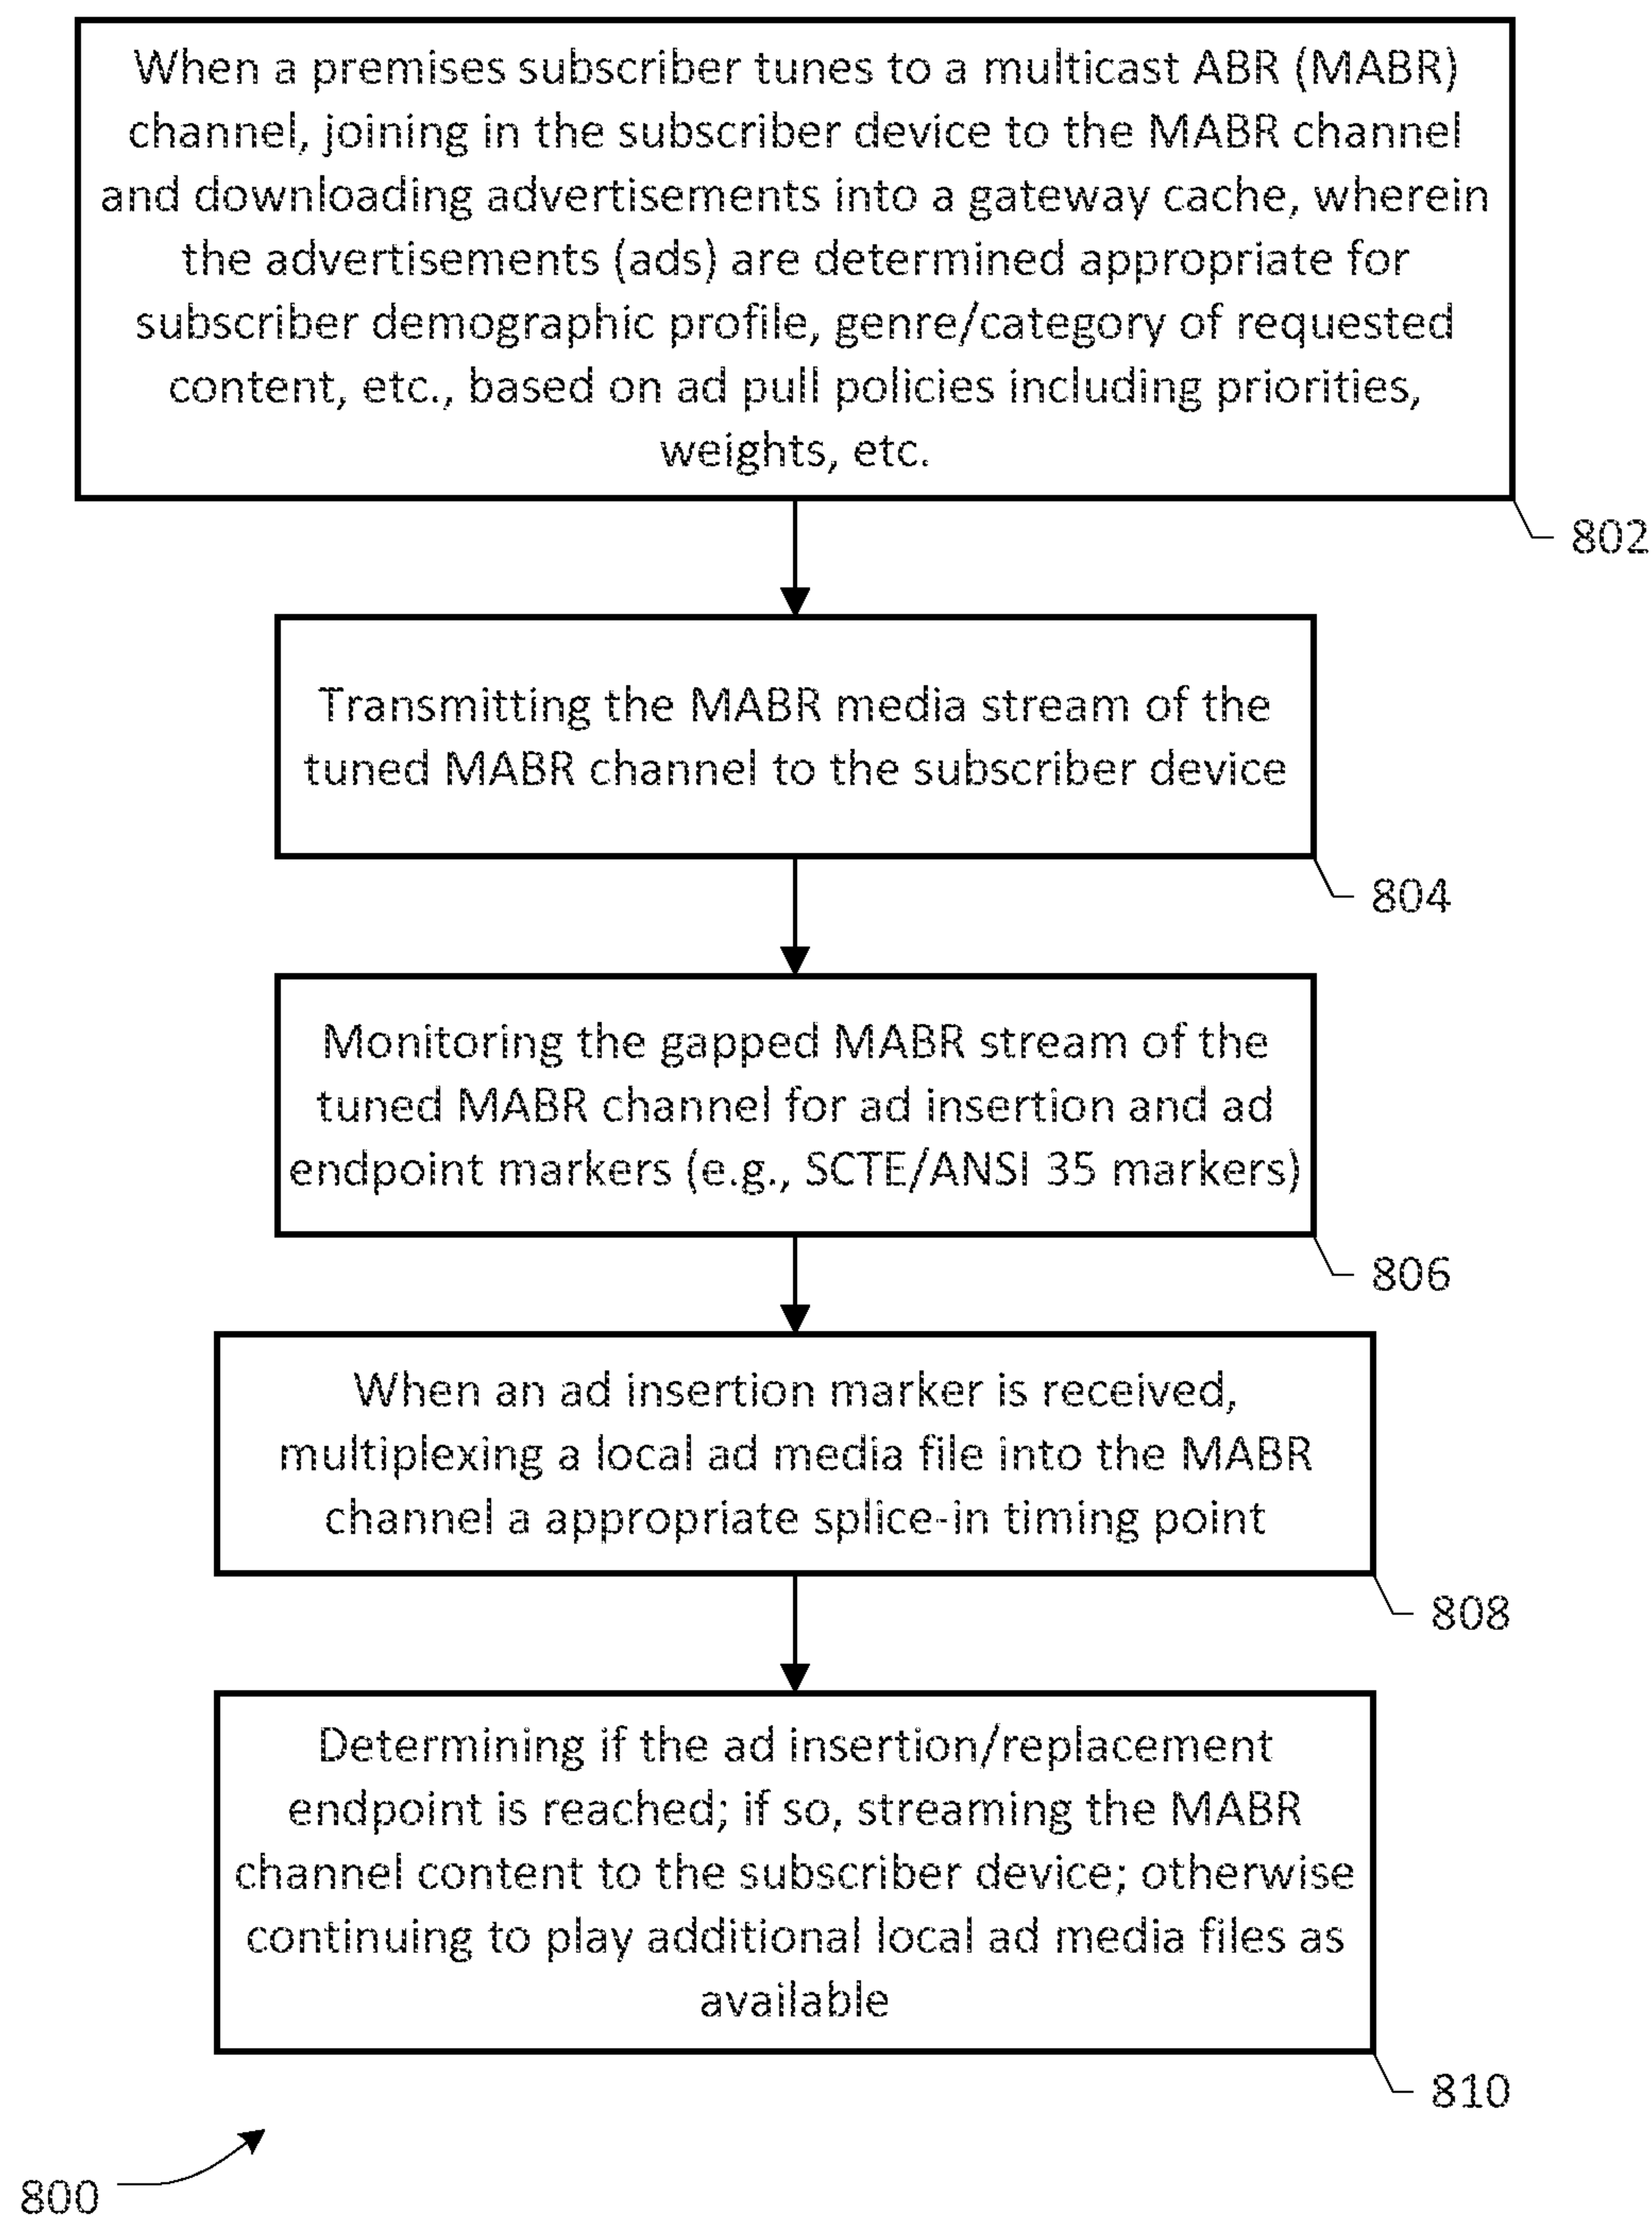 When a premises subscriber tunes to a multicast ABR (MABR)
channel, joining in the subscriber device to the MABR channel
and downloading advertisements into a gateway cache, wherein
the advertisements (ads) are determined appropriate for
subscriber demographic profile, genre/category of requested
content, etc., based on ad pull policies including priorities,
weights, etc.
802
Transmitting the MABR media stream of the
tuned MABR channel to the subscriber device
804
Monitoring the gapped MABR stream of the
tuned MABR channel for ad insertion and ad
endpoint markers (e.g., SCTE/ANSI 35 markers)
806
When an ad insertion marker is received,
multiplexing a local ad media file into the MABR
channel a appropriate splice-in timing point
808
Determining if the ad insertion/replacement
endpoint is reached; if so, streaming the MABR
channel content to the subscriber device; otherwise
continuing to play additional local ad media files as
available
810
800